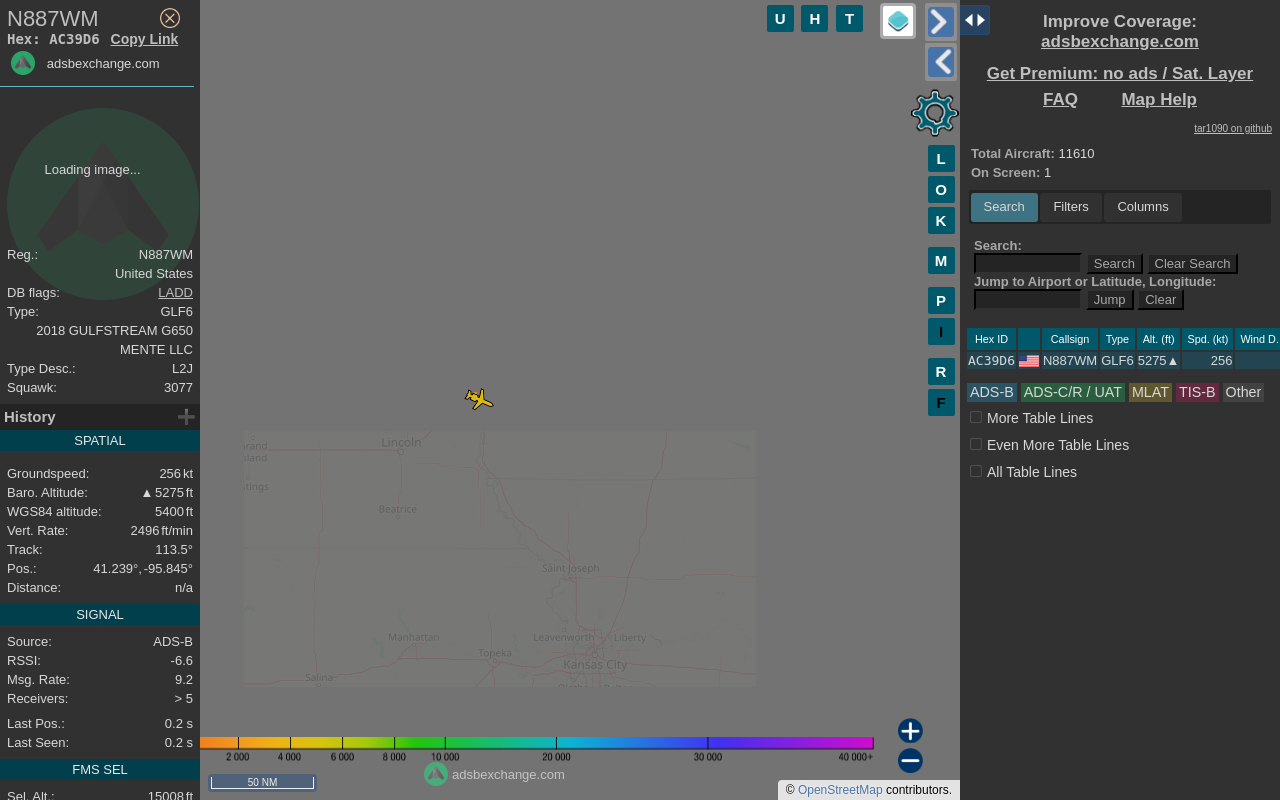 N887WM
Hex: AC39D6 Copy Link
adsbexchange.com
Loading image...
Reg.: N887WM
United States
DB flags: LADD
Type: GLF6
2018 GULFSTREAM G650
MENTE LLC
Type Desc.: L2J
Squawk: 3077
History
SPATIAL
Groundspeed: 256 kt
Baro. Altitude: ▲ 5275 ft
WGS84 altitude: 5400 ft
Vert. Rate: 2496 ft/min
Track: 113.5°
Pos.: 41.239°, -95.845°
Distance: n/a
SIGNAL
Source: ADS-B
RSSI: -6.6
Msg. Rate: 9.2
Receivers: > 5
Last Pos.: 0.2 s
Last Seen: 0.2 s
FMS SEL
Sel. Alt.: 15008 ft
U H T
L
O
K
M
P
I
R
F
Lincoln
rand
sland
tings
Beatrice
Saint Joseph
Manhattan
Leavenworth
Liberty
Topeka
Kansas City
Salina
2 000 4 000 6 000 8 000 10 000 20 000 30 000 40 000+
adsbexchange.com
50 NM
© OpenStreetMap contributors.
Improve Coverage:
adsbexchange.com
Get Premium: no ads / Sat. Layer
FAQ Map Help
tar1090 on github
Total Aircraft: 11610
On Screen: 1
Search Filters Columns
Search:
Search Clear Search
Jump to Airport or Latitude, Longitude:
Jump Clear
Hex ID Callsign Type Alt. (ft) Spd. (kt) Wind D.
AC39D6 N887WM GLF6 5275▲ 256
ADS-B ADS-C/R / UAT MLAT TIS-B Other
More Table Lines
Even More Table Lines
All Table Lines